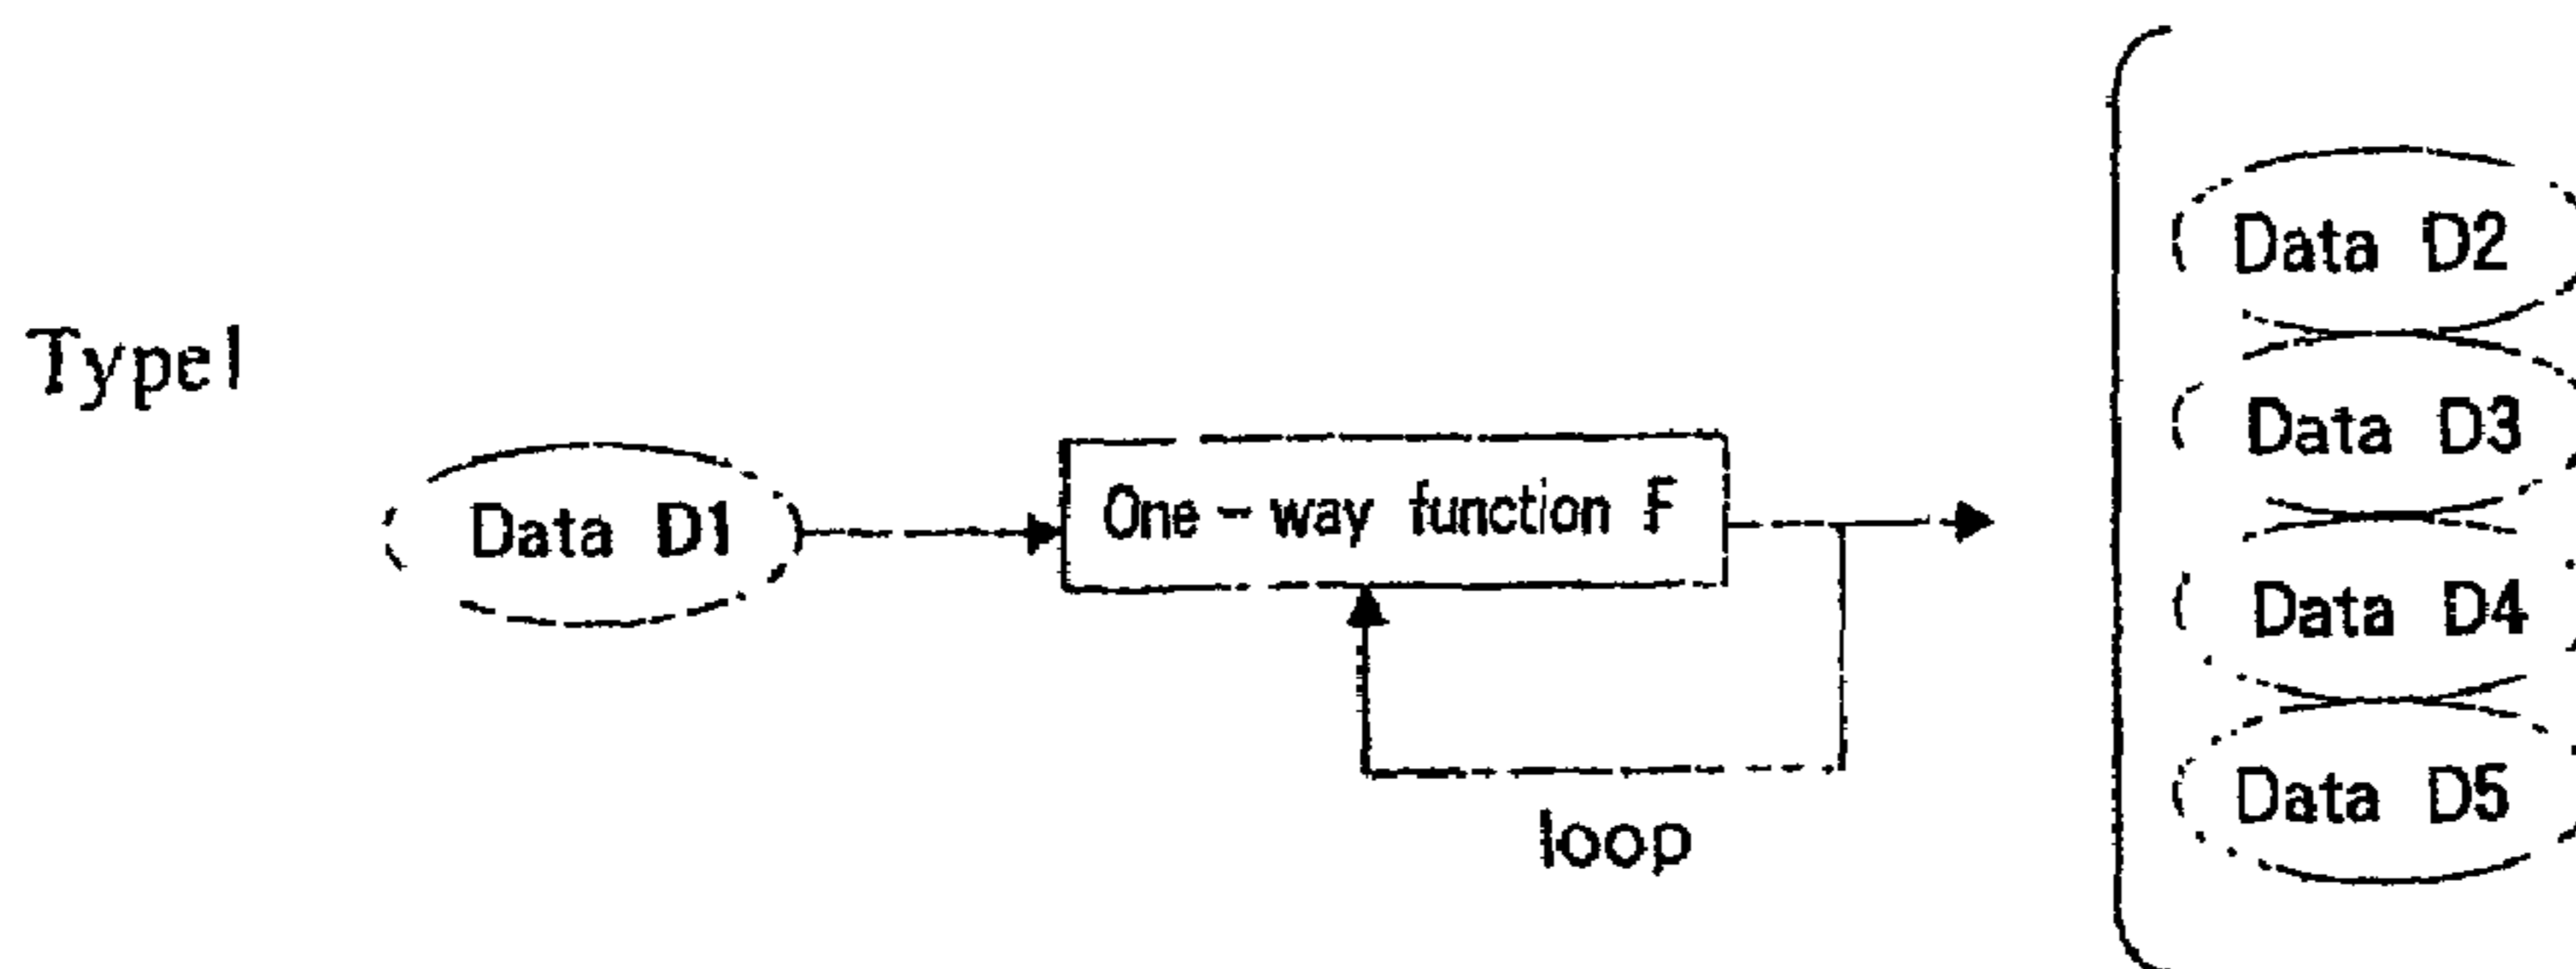 Type1
Data D1
One-way function F
loop
Data D2
Data D3
Data D4
Data D5